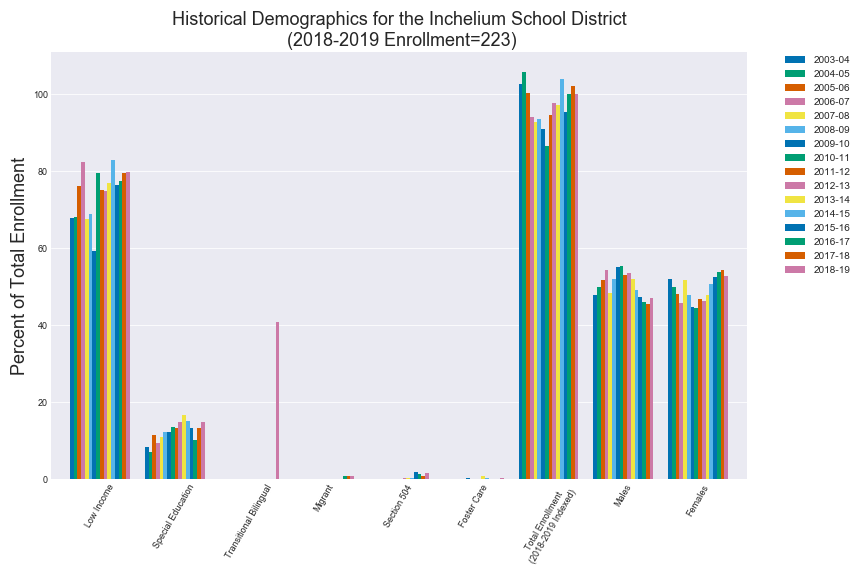 Historical Demographics for the Inchelium School District
(2018-2019 Enrollment=223)
Percent of Total Enrollment
100
80
60
40
20
0
Low Income
Special Education
Transitional Bilingual
Migrant
Section 504
Foster Care
Total Enrollment
(2018-2019 Indexed)
Males
Females
2003-04
2004-05
2005-06
2006-07
2007-08
2008-09
2009-10
2010-11
2011-12
2012-13
2013-14
2014-15
2015-16
2016-17
2017-18
2018-19